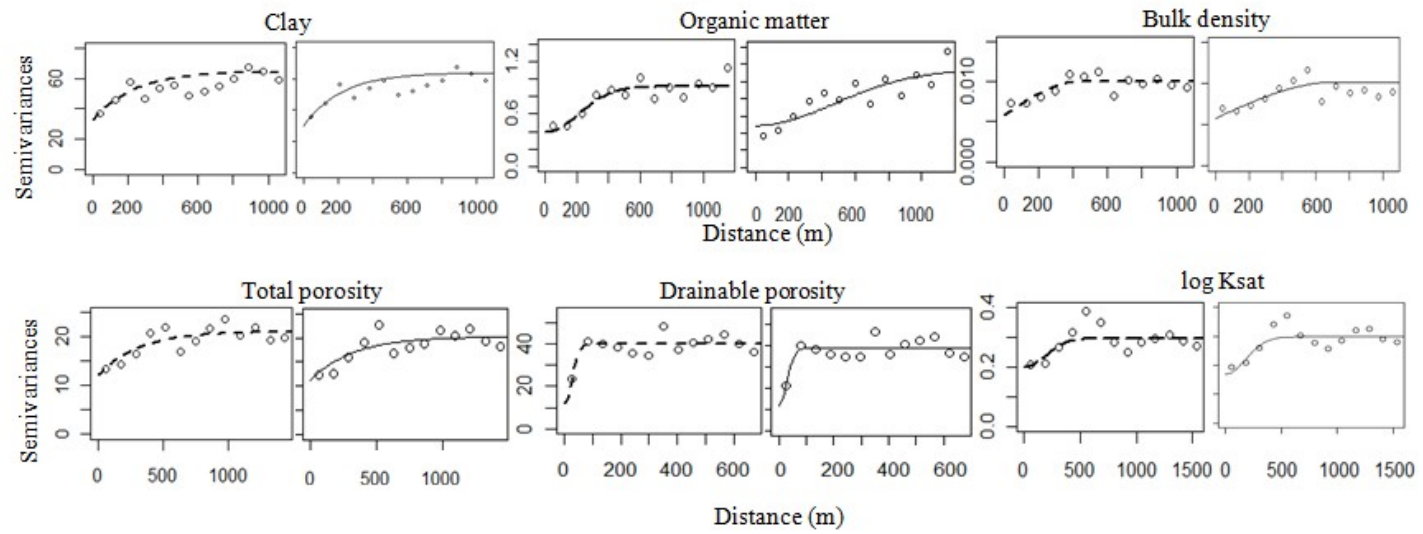 Clay
Organic matter
Bulk density
Semivariances
0 20 60
0.0 0.6 1.2
0.000 0.010
0 200 600 1000
0 200 600 1000
0 200 600 1000
0 200 600 1000
0 200 600 1000
0 200 600 1000
Distance (m)
Total porosity
Drainable porosity
log Ksat
Semivariances
0 10 20
0 20 40
0.0 0.2 0.4
0 500 1000
0 500 1000
0 200 400 600
0 200 400 600
0 500 1000 1500
0 500 1000 1500
Distance (m)